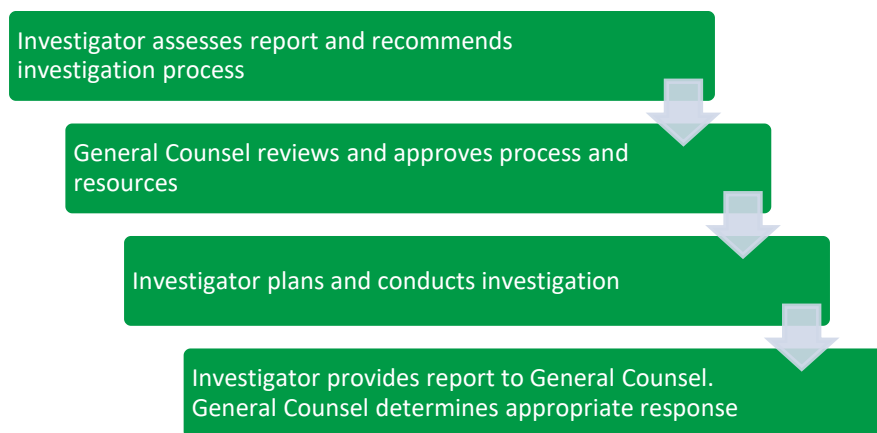 Investigator assesses report and recommends
investigation process
General Counsel reviews and approves process and
resources
Investigator plans and conducts investigation
Investigator provides report to General Counsel.
General Counsel determines appropriate response